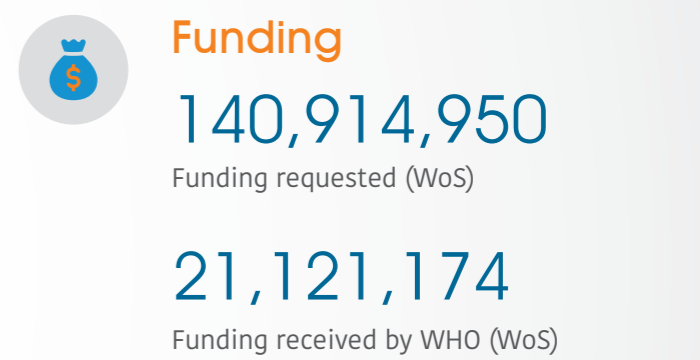 $
Funding
140,914,950
Funding requested (WoS)
21,121,174
Funding received by WHO (WoS)